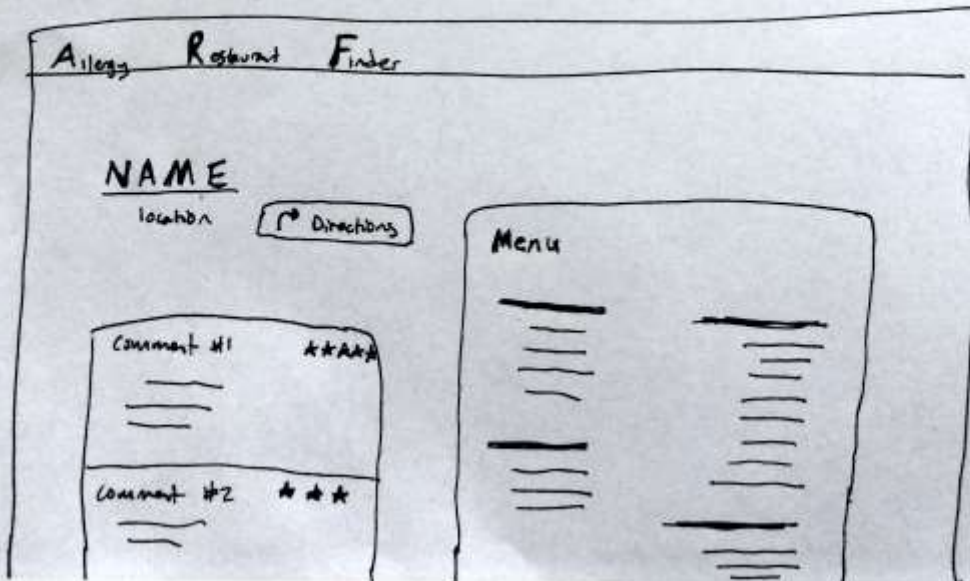 Allergy Restaurant Finder
NAME
location
Directions
Menu
Comment #1 ★★★★★
Comment #2 ★★★